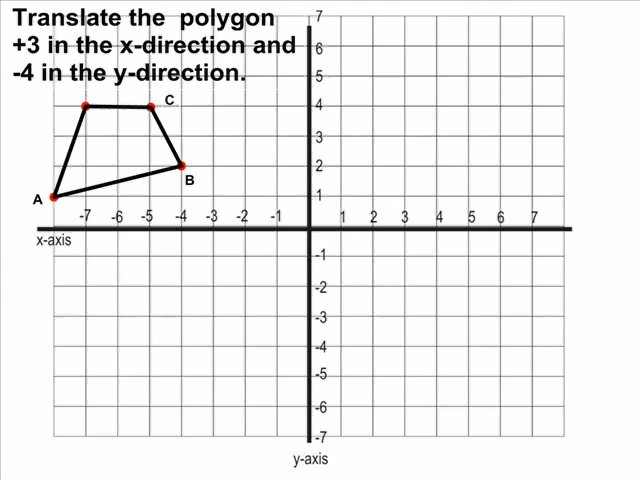 Translate the polygon
+3 in the x-direction and
-4 in the y-direction.
7
6
5
4
3
2
1
C
B
A
-7 -6 -5 -4 -3 -2 -1 1 2 3 4 5 6 7
x-axis
-1
-2
-3
-4
-5
-6
-7
y-axis